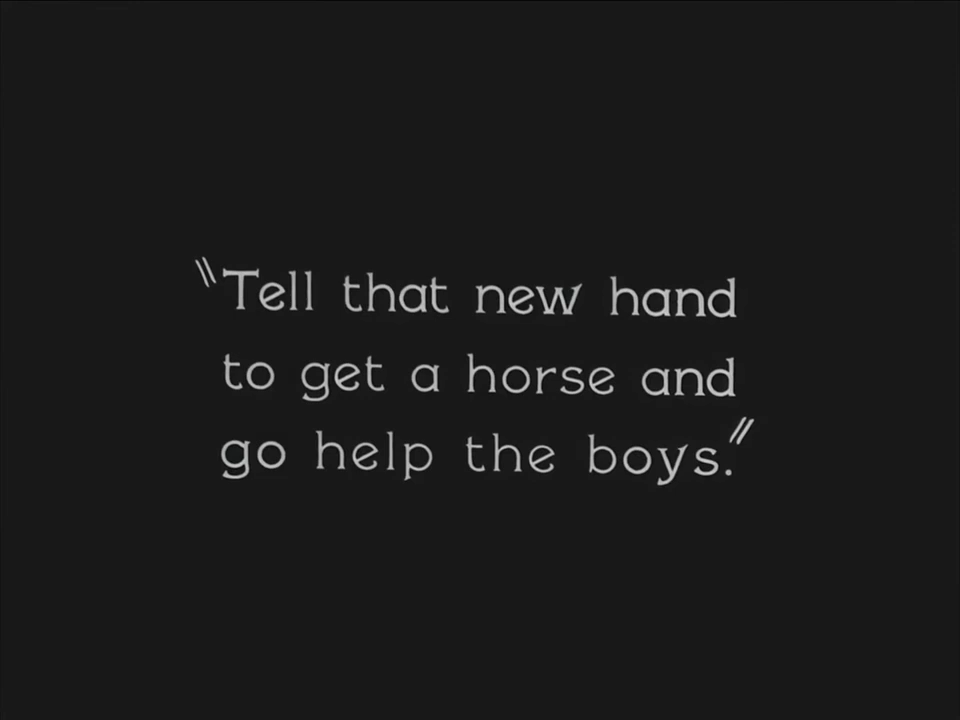 "Tell that new hand
to get a horse and
go help the boys."